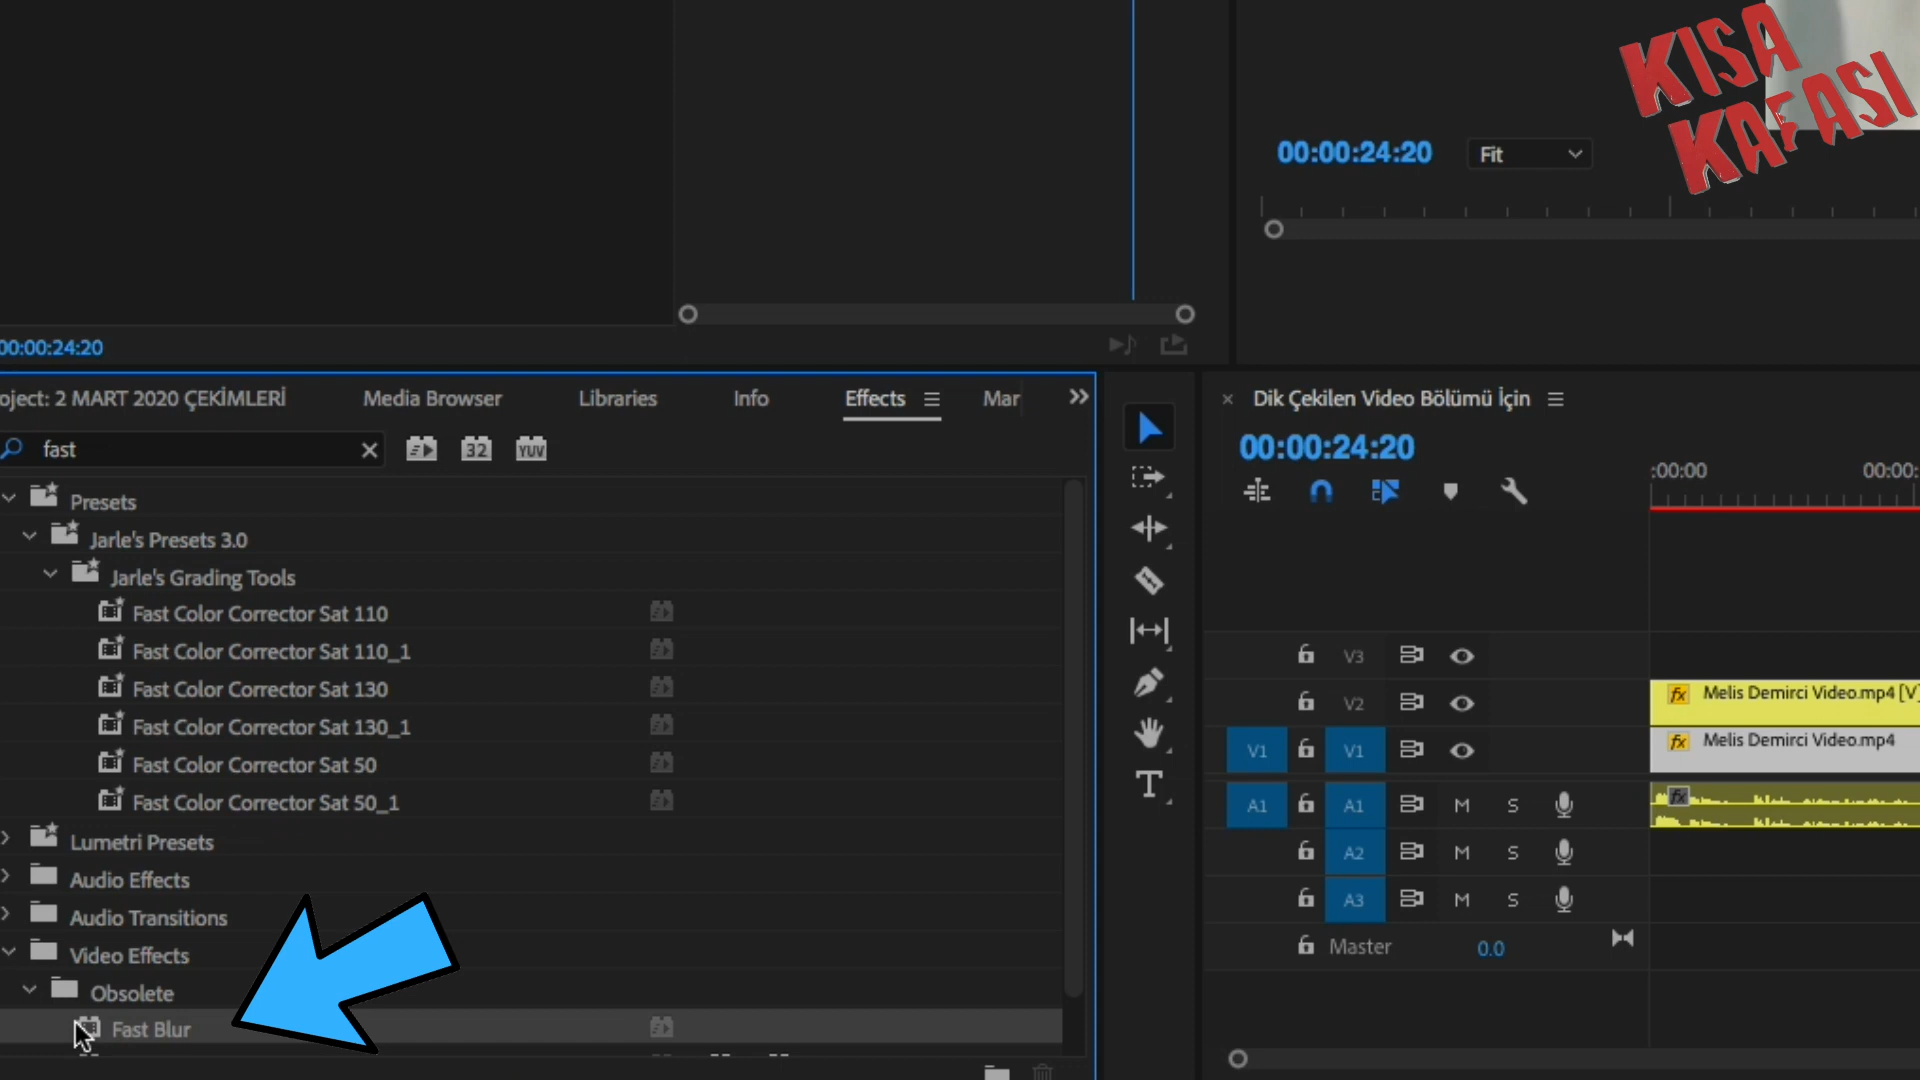 KISA
KAFASI
00:00:24:20
Fit
00:00:24:20
oject: 2 MART 2020 ÇEKİMLERİ
Media Browser
Libraries
Info
Effects
Mar
fast
32
YUV
Presets
Jarle's Presets 3.0
Jarle's Grading Tools
Fast Color Corrector Sat 110
Fast Color Corrector Sat 110_1
Fast Color Corrector Sat 130
Fast Color Corrector Sat 130_1
Fast Color Corrector Sat 50
Fast Color Corrector Sat 50_1
Lumetri Presets
Audio Effects
Audio Transitions
Video Effects
Obsolete
Fast Blur
Dik Çekilen Video Bölümü İçin
00:00:24:20
:00:00
00:00:
V3
V2
fx Melis Demirci Video.mp4 [V]
V1 V1
fx Melis Demirci Video.mp4
A1 A1 M S
fx
A2 M S
A3 M S
Master 0.0